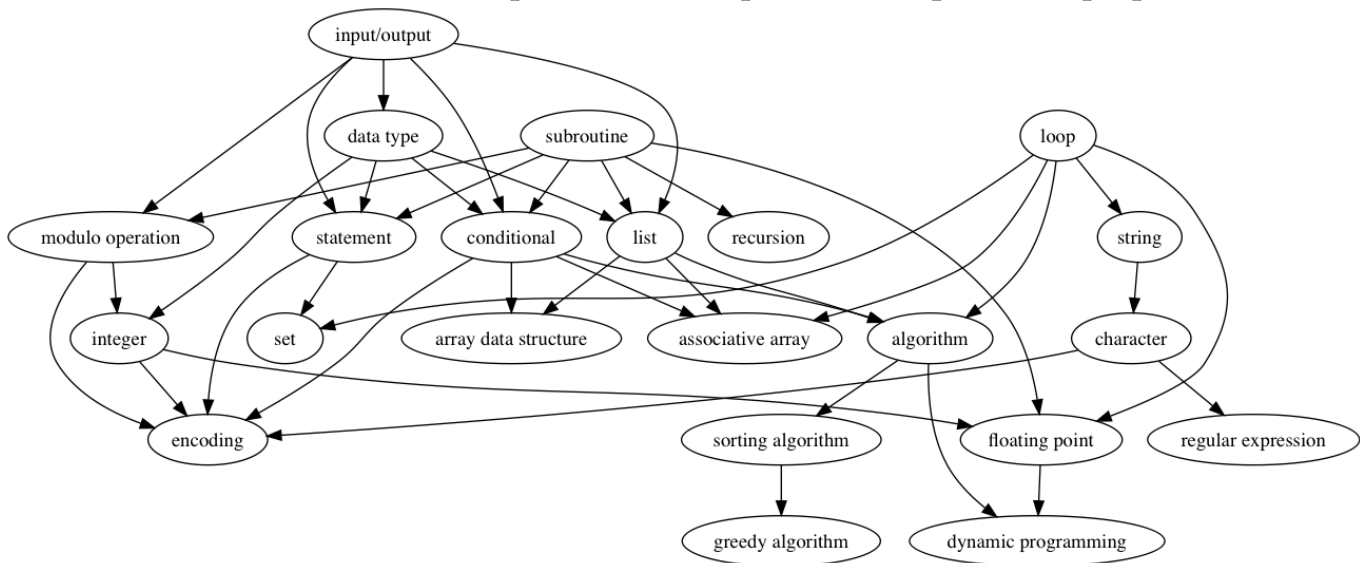 input/output
data type
subroutine
loop
modulo operation
statement
conditional
list
recursion
string
integer
set
array data structure
associative array
algorithm
character
encoding
sorting algorithm
floating point
regular expression
greedy algorithm
dynamic programming